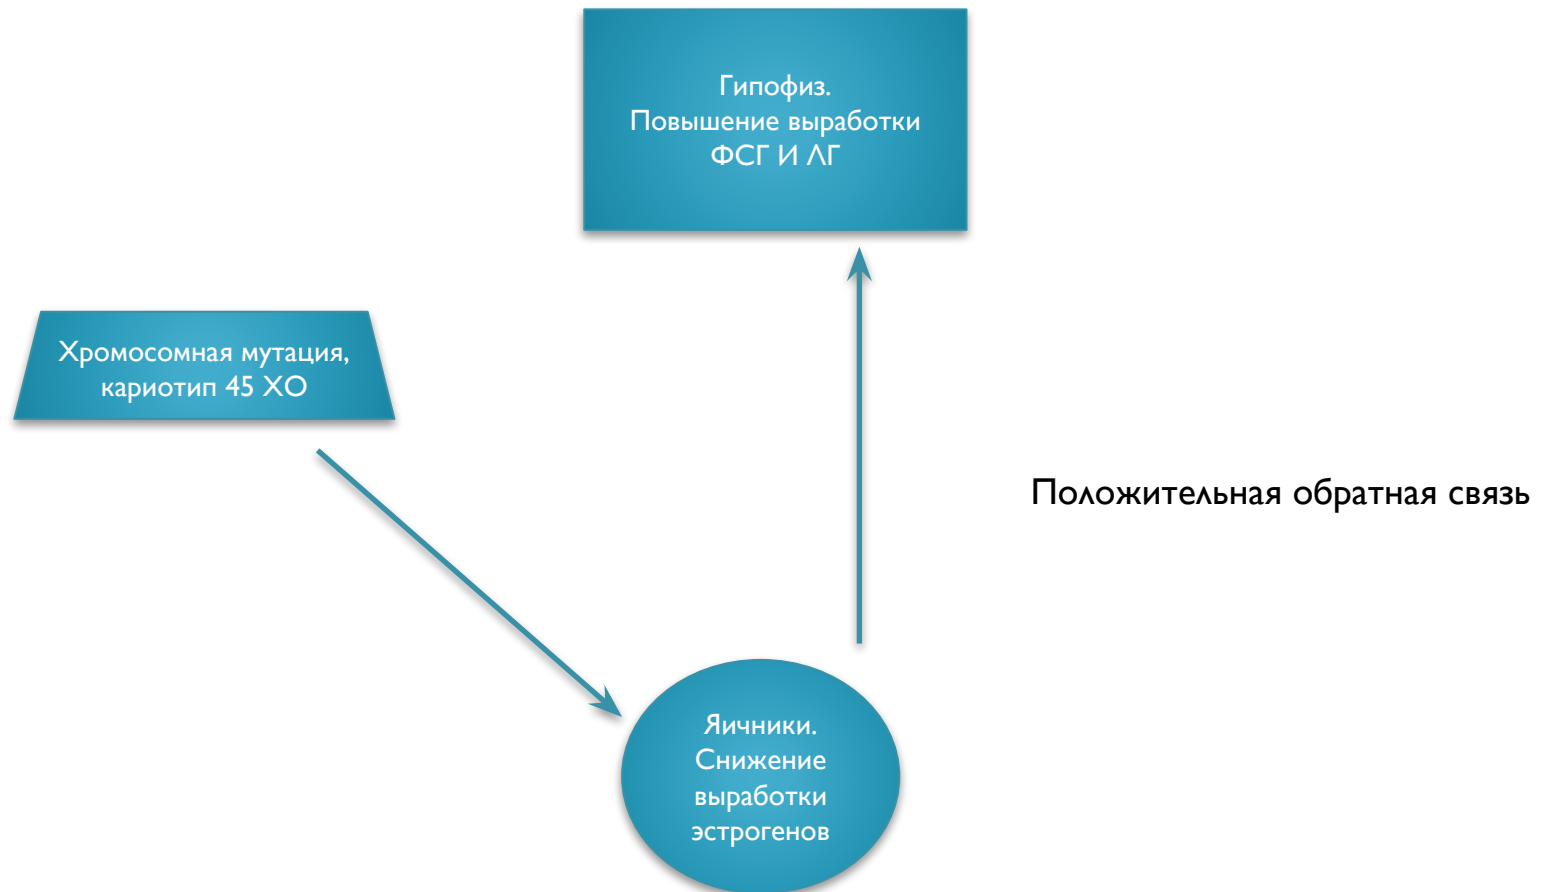 Гипофиз.
Повышение выработки
ФСГ И ЛГ
Хромосомная мутация,
кариотип 45 ХО
Положительная обратная связь
Яичники.
Снижение
выработки
эстрогенов